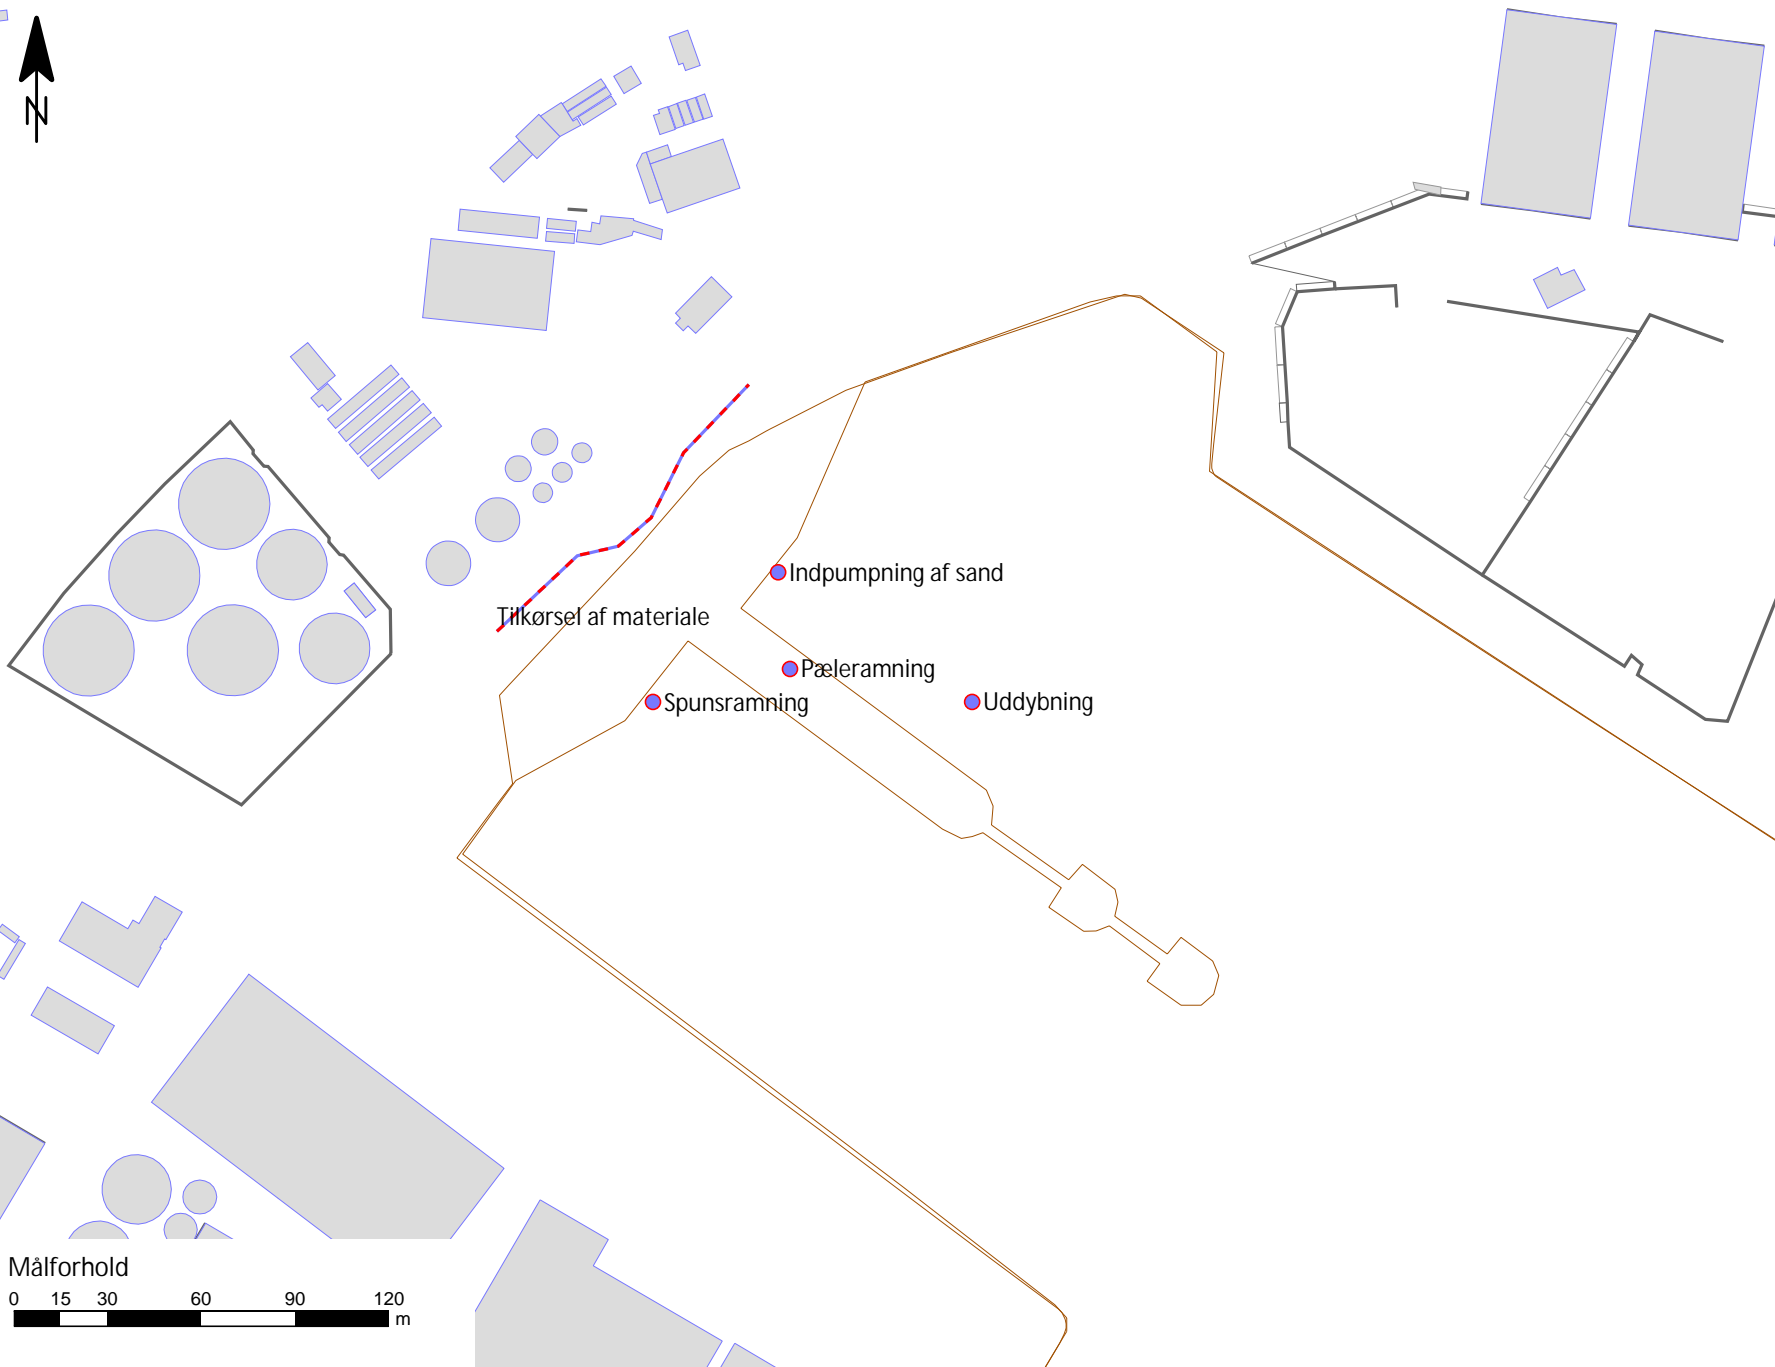 N
Indpumpning af sand
Tilkørsel af materiale
Pæleramning
Spunsramning
Uddybning
Målforhold
0 15 30 60 90 120
m